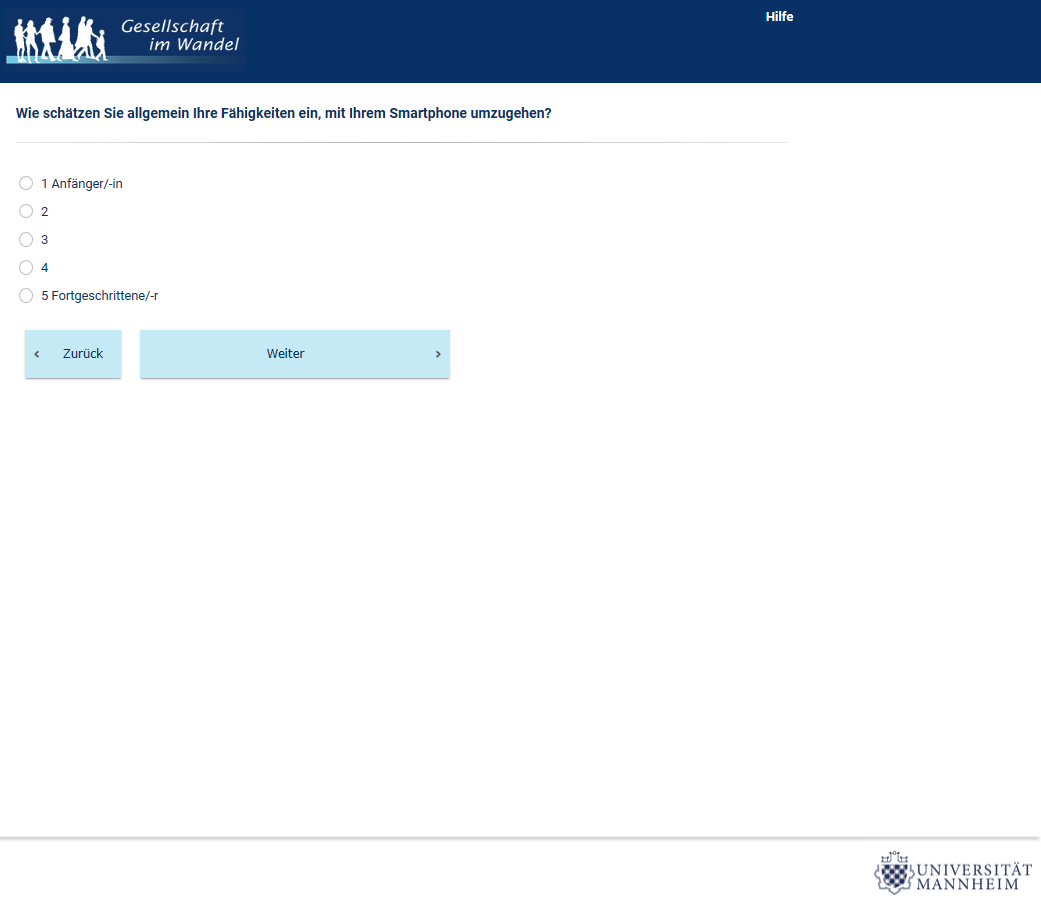 Gesellschaft
im Wandel
Hilfe
Wie schätzen Sie allgemein Ihre Fähigkeiten ein, mit Ihrem Smartphone umzugehen?
1 Anfänger/-in
2
3
4
5 Fortgeschrittene/-r
‹ Zurück
Weiter ›
UNIVERSITÄT
MANNHEIM